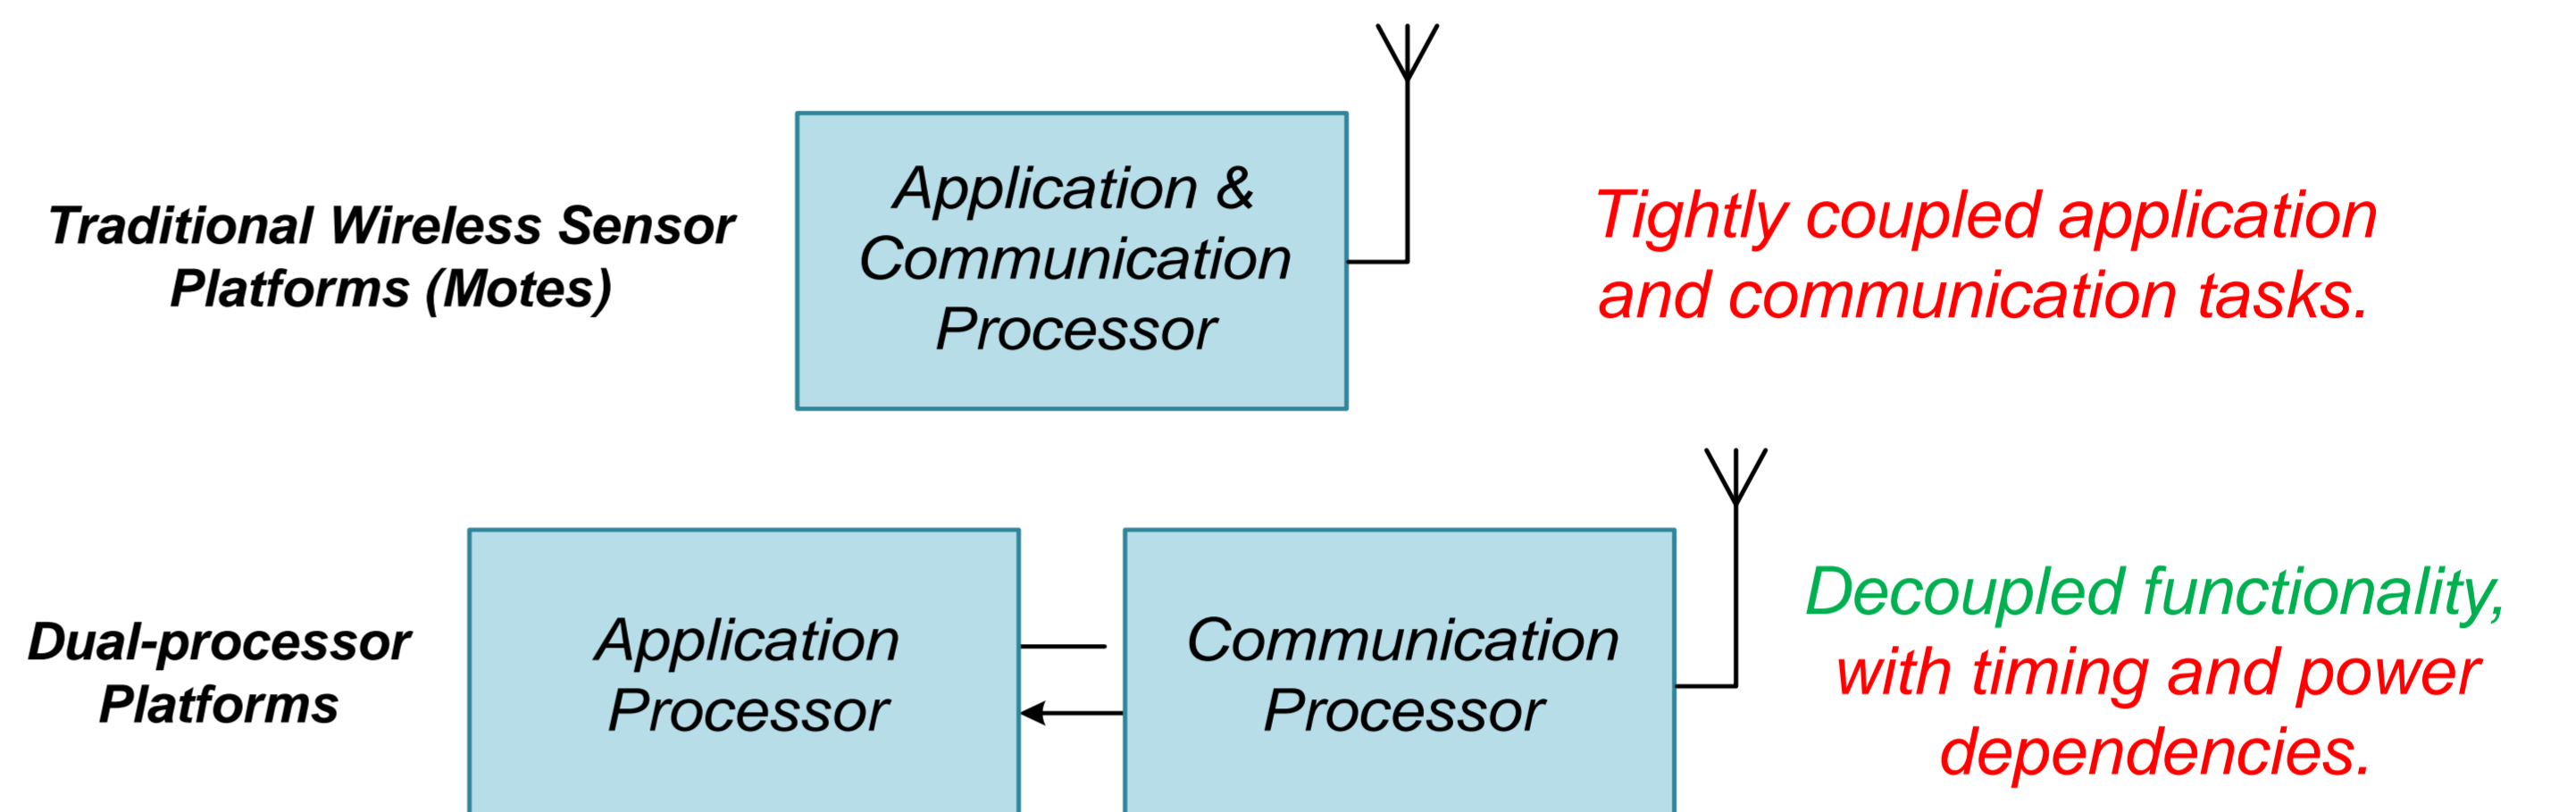 Traditional Wireless Sensor
Platforms (Motes)
Application &
Communication
Processor
Tightly coupled application
and communication tasks.
Dual-processor
Platforms
Application
Processor
Communication
Processor
Decoupled functionality,
with timing and power
dependencies.